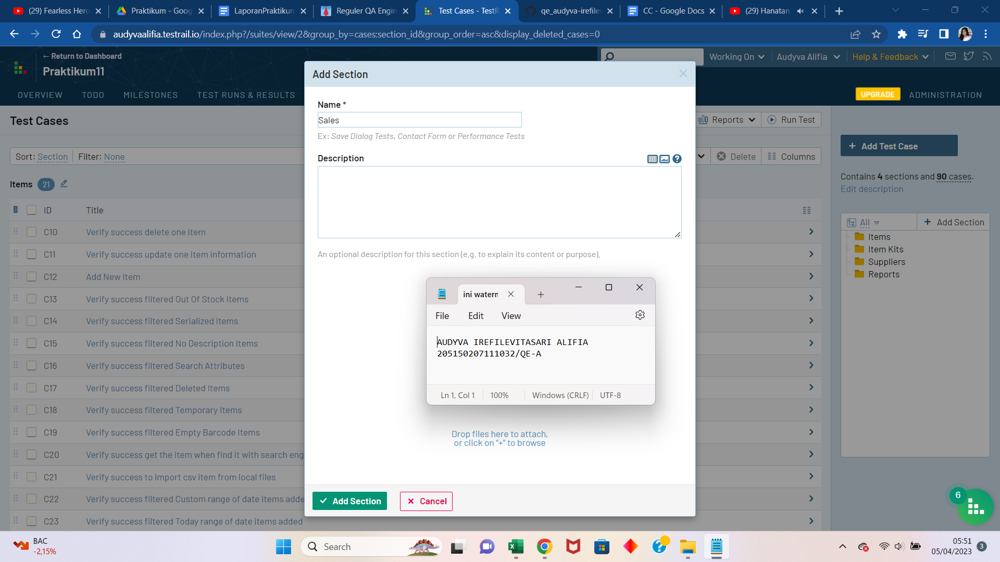 (29) Fearless Hero
Praktikum - Goog
LaporanPraktikum
Reguler QA Engin
Test Cases - TestR
qe_audyva-irefilev
CC - Google Docs
(29) Hanatan
audyvaalifia.testrail.io/index.php?/suites/view/2&group_by=cases:section_id&group_order=asc&display_deleted_cases=0
← Return to Dashboard
Praktikum11
Working On
Audyva Alifia
Help & Feedback
OVERVIEW
TODO
MILESTONES
TEST RUNS & RESULTS
UPGRADE
ADMINISTRATION
Test Cases
Reports
Run Test
Sort: Section
Filter: None
Delete
Columns
Items 21
ID
Title
C10 Verify success delete one item
C11 Verify success update one item information
C12 Add New Item
C13 Verify success filtered Out Of Stock Items
C14 Verify success filtered Serialized Items
C15 Verify success filtered No Description Items
C16 Verify success filtered Search Attributes
C17 Verify success filtered Deleted Items
C18 Verify success filtered Temporary Items
C19 Verify success filtered Empty Barcode Items
C20 Verify success get the item when find it with search eng
C21 Verify success to import csv item from local files
C22 Verify success filtered Custom range of date items adde
C23 Verify success filtered Today range of date items added
Add Section
Name *
Sales
Ex: Save Dialog Tests, Contact Form or Performance Tests
Description
An optional description for this section (e.g. to explain its content or purpose).
ini watern
File
Edit
View
AUDYVA IREFILEVITASARI ALIFIA
205150207111032/QE-A
Ln 1, Col 1
100%
Windows (CRLF)
UTF-8
Drop files here to attach,
or click on "+" to browse
Add Section
Cancel
+ Add Test Case
Contains 4 sections and 90 cases.
Edit description
All
+ Add Section
Items
Item Kits
Suppliers
Reports
6
BAC
-2,15%
Search
05:51
05/04/2023
3